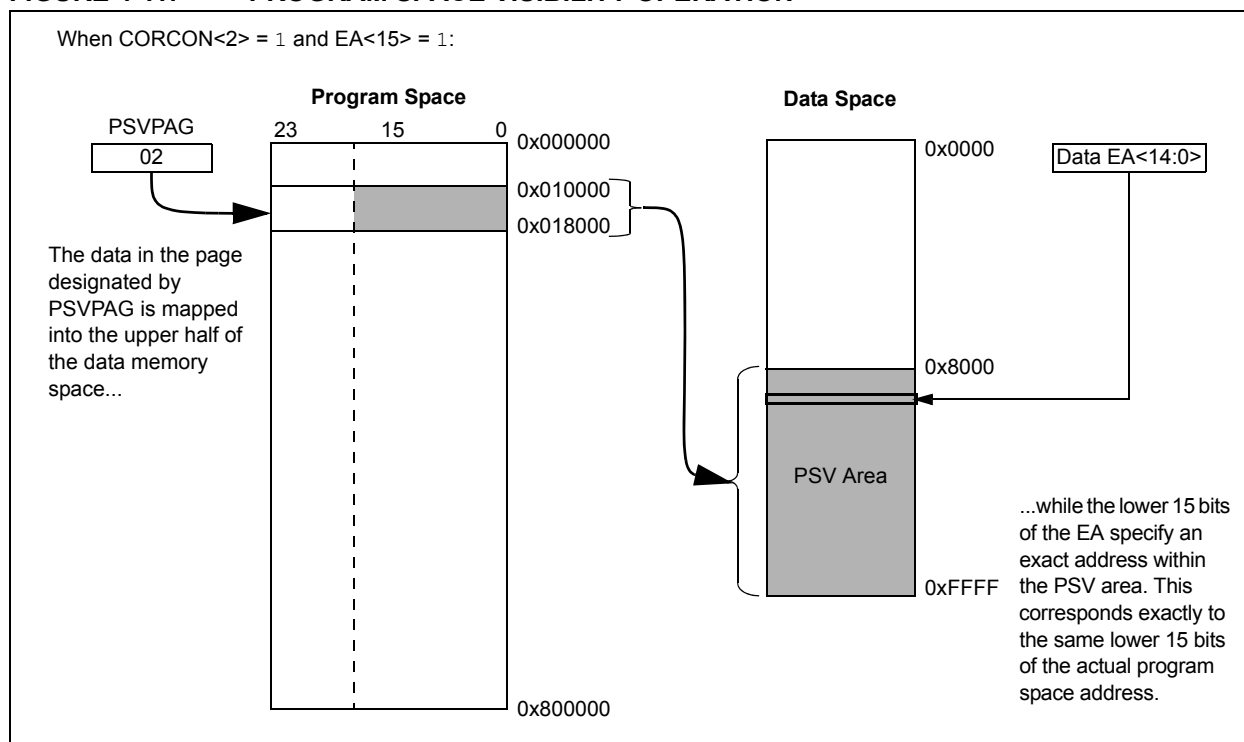 When CORCON<2> = 1 and EA<15> = 1:
Program Space
Data Space
PSVPAG
02
23
15
0
0x000000
0x010000
0x018000
0x800000
The data in the page
designated by
PSVPAG is mapped
into the upper half of
the data memory
space...
0x0000
0x8000
PSV Area
0xFFFF
Data EA<14:0>
...while the lower 15 bits
of the EA specify an
exact address within
the PSV area. This
corresponds exactly to
the same lower 15 bits
of the actual program
space address.